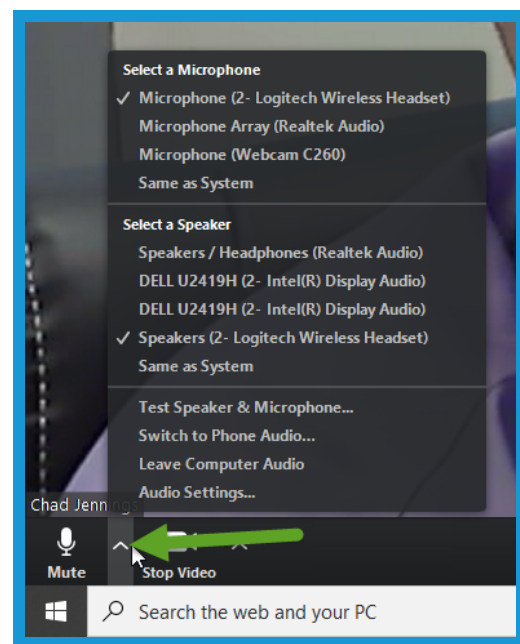 Select a Microphone
✓ Microphone (2- Logitech Wireless Headset)
Microphone Array (Realtek Audio)
Microphone (Webcam C260)
Same as System
Select a Speaker
Speakers / Headphones (Realtek Audio)
DELL U2419H (2- Intel(R) Display Audio)
DELL U2419H (2- Intel(R) Display Audio)
✓ Speakers (2- Logitech Wireless Headset)
Same as System
Test Speaker & Microphone...
Switch to Phone Audio...
Leave Computer Audio
Audio Settings...
Chad Jennings
Mute Stop Video
Search the web and your PC